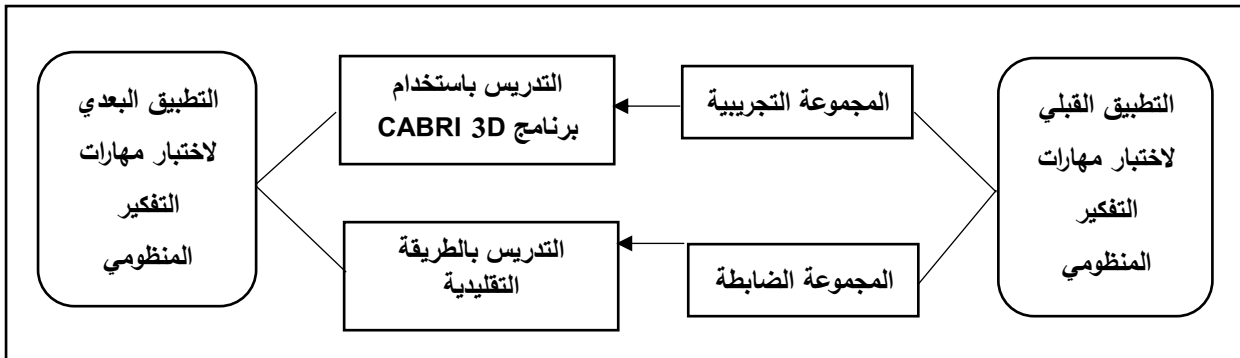 التطبيق القبلي
لاختبار مهارات
التفكير
المنظومي
المجموعة التجريبية
التدريس باستخدام
برنامج CABRI 3D
المجموعة الضابطة
التدريس بالطريقة
التقليدية
التطبيق البعدي
لاختبار مهارات
التفكير
المنظومي